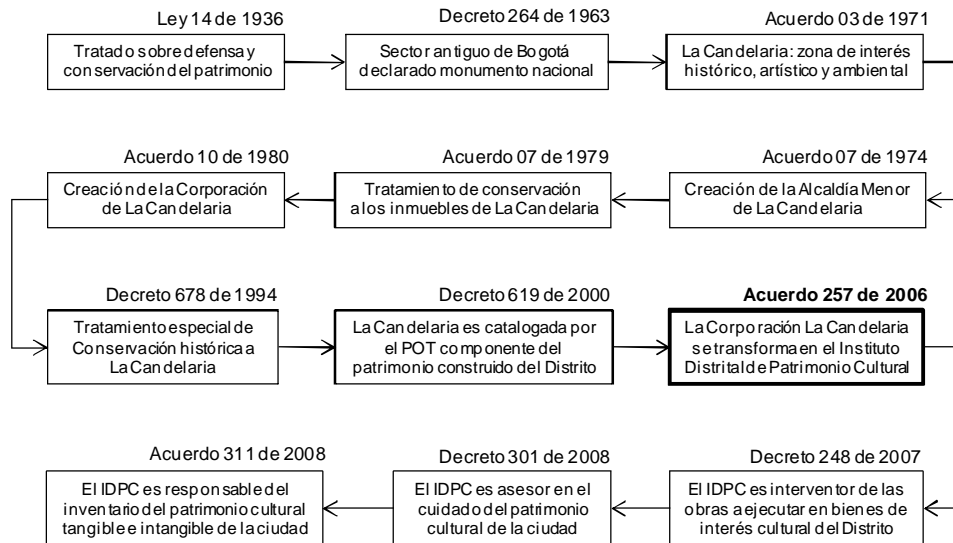 Ley 14 de 1936
Tratado sobre defensa y
conservación del patrimonio
Decreto 264 de 1963
Sector antiguo de Bogotá
declarado monumento nacional
Acuerdo 03 de 1971
La Candelaria: zona de interés
histórico, artístico y ambiental
Acuerdo 07 de 1974
Creación de la Alcaldía Menor
de La Candelaria
Acuerdo 07 de 1979
Tratamiento de conservación
a los inmuebles de La Candelaria
Acuerdo 10 de 1980
Creación de la Corporación
de La Candelaria
Decreto 678 de 1994
Tratamiento especial de
Conservación histórica a
La Candelaria
Decreto 619 de 2000
La Candelaria es catalogada por
el POT componente del
patrimonio construido del Distrito
Acuerdo 257 de 2006
La Corporación La Candelaria
se transforma en el Instituto
Distrital de Patrimonio Cultural
Decreto 248 de 2007
El IDPC es interventor de las
obras a ejecutar en bienes de
interés cultural del Distrito
Decreto 301 de 2008
El IDPC es asesor en el
cuidado del patrimonio
cultural de la ciudad
Acuerdo 311 de 2008
El IDPC es responsable del
inventario del patrimonio cultural
tangible e intangible de la ciudad